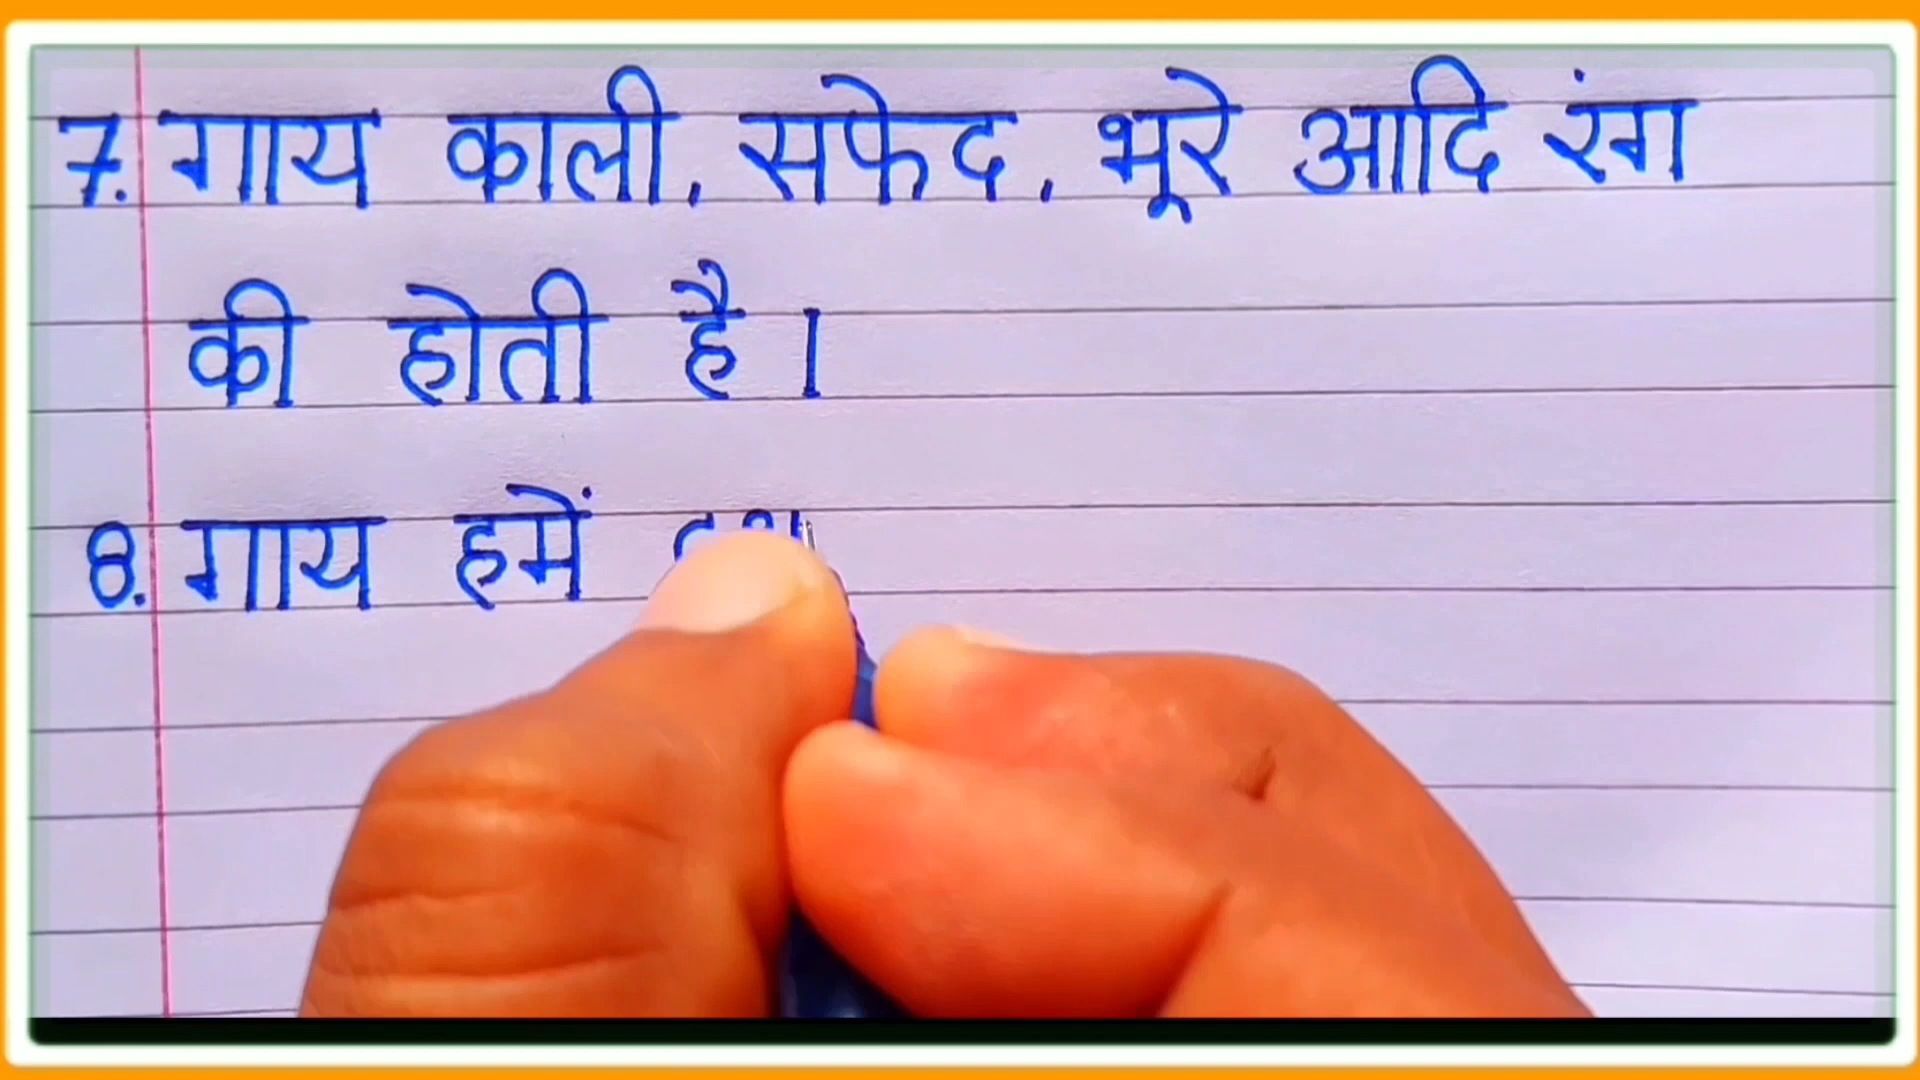 7. गाय काली, सफेद, भूरे आदि रंग
की होती है।
8. गाय हमें